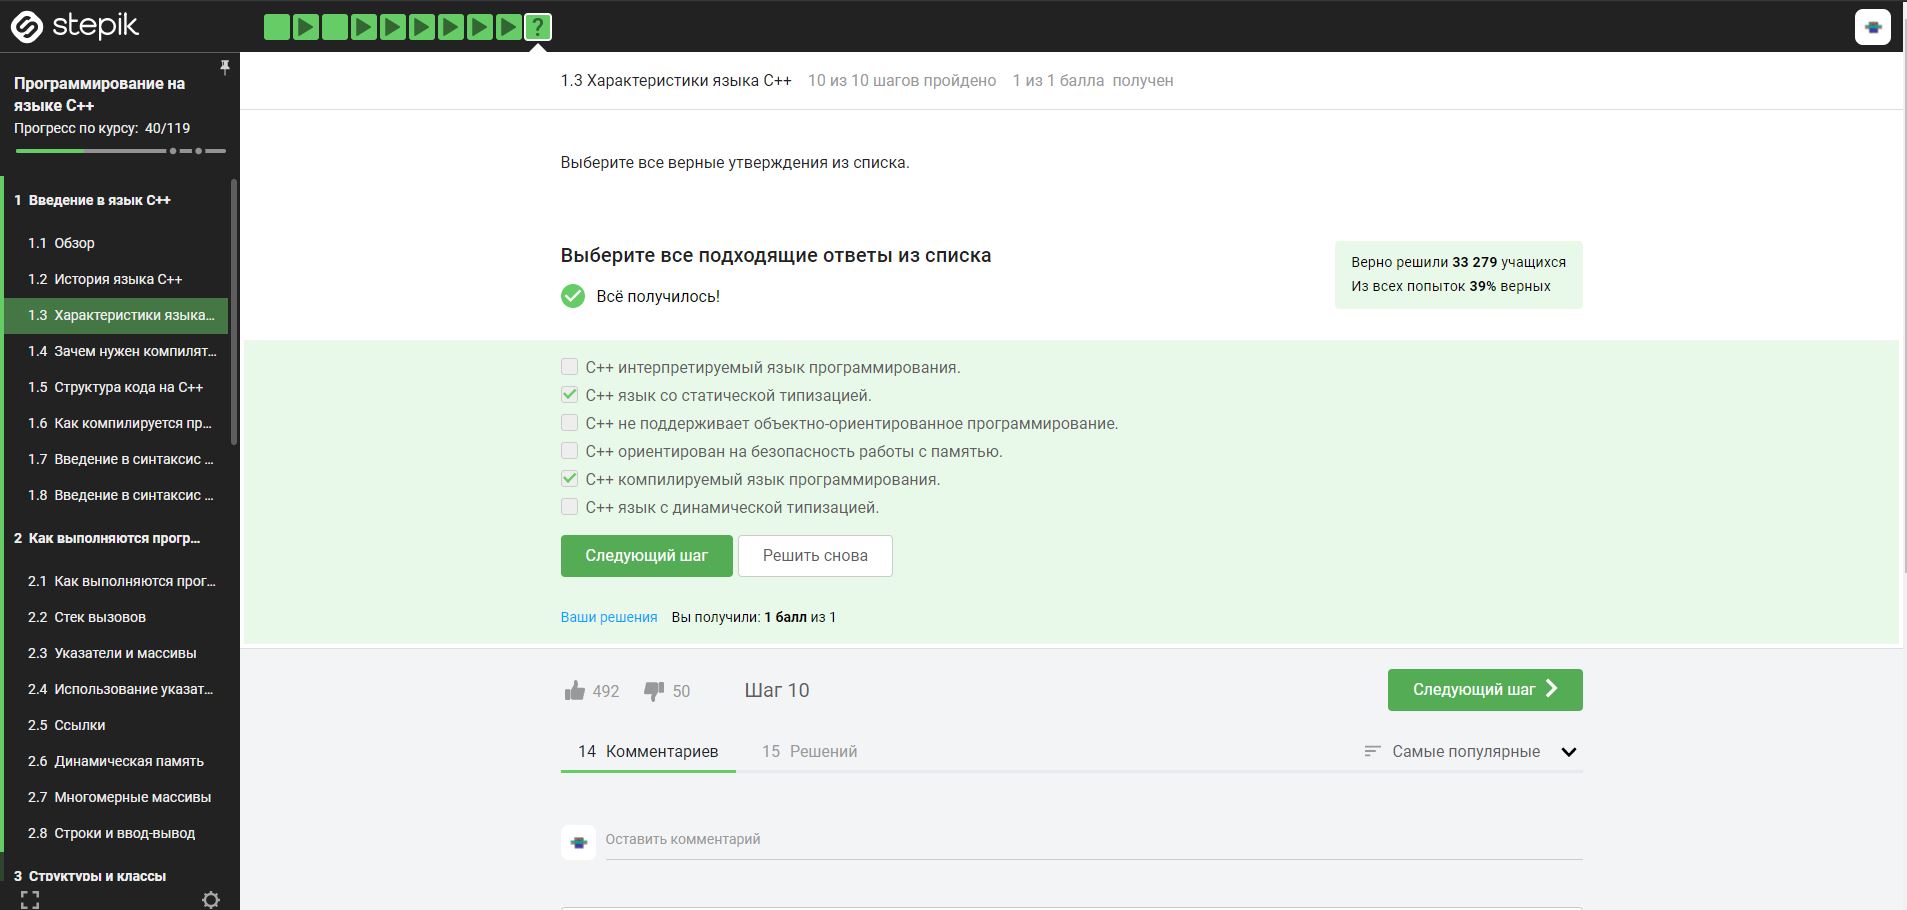 stepik
?
Программирование на
языке C++
Прогресс по курсу: 40/119
1 Введение в язык C++
1.1 Обзор
1.2 История языка C++
1.3 Характеристики языка...
1.4 Зачем нужен компилят...
1.5 Структура кода на C++
1.6 Как компилируется пр...
1.7 Введение в синтаксис ...
1.8 Введение в синтаксис ...
2 Как выполняются прогр...
2.1 Как выполняются прог...
2.2 Стек вызовов
2.3 Указатели и массивы
2.4 Использование указат...
2.5 Ссылки
2.6 Динамическая память
2.7 Многомерные массивы
2.8 Строки и ввод-вывод
3 Структуры и классы
1.3 Характеристики языка C++ 10 из 10 шагов пройдено 1 из 1 балла получен
Выберите все верные утверждения из списка.
Выберите все подходящие ответы из списка
Всё получилось!
Верно решили 33 279 учащихся
Из всех попыток 39% верных
C++ интерпретируемый язык программирования.
C++ язык со статической типизацией.
C++ не поддерживает объектно-ориентированное программирование.
C++ ориентирован на безопасность работы с памятью.
C++ компилируемый язык программирования.
C++ язык с динамической типизацией.
Следующий шаг Решить снова
Ваши решения Вы получили: 1 балл из 1
492 50 Шаг 10 Следующий шаг
14 Комментариев 15 Решений Самые популярные
Оставить комментарий